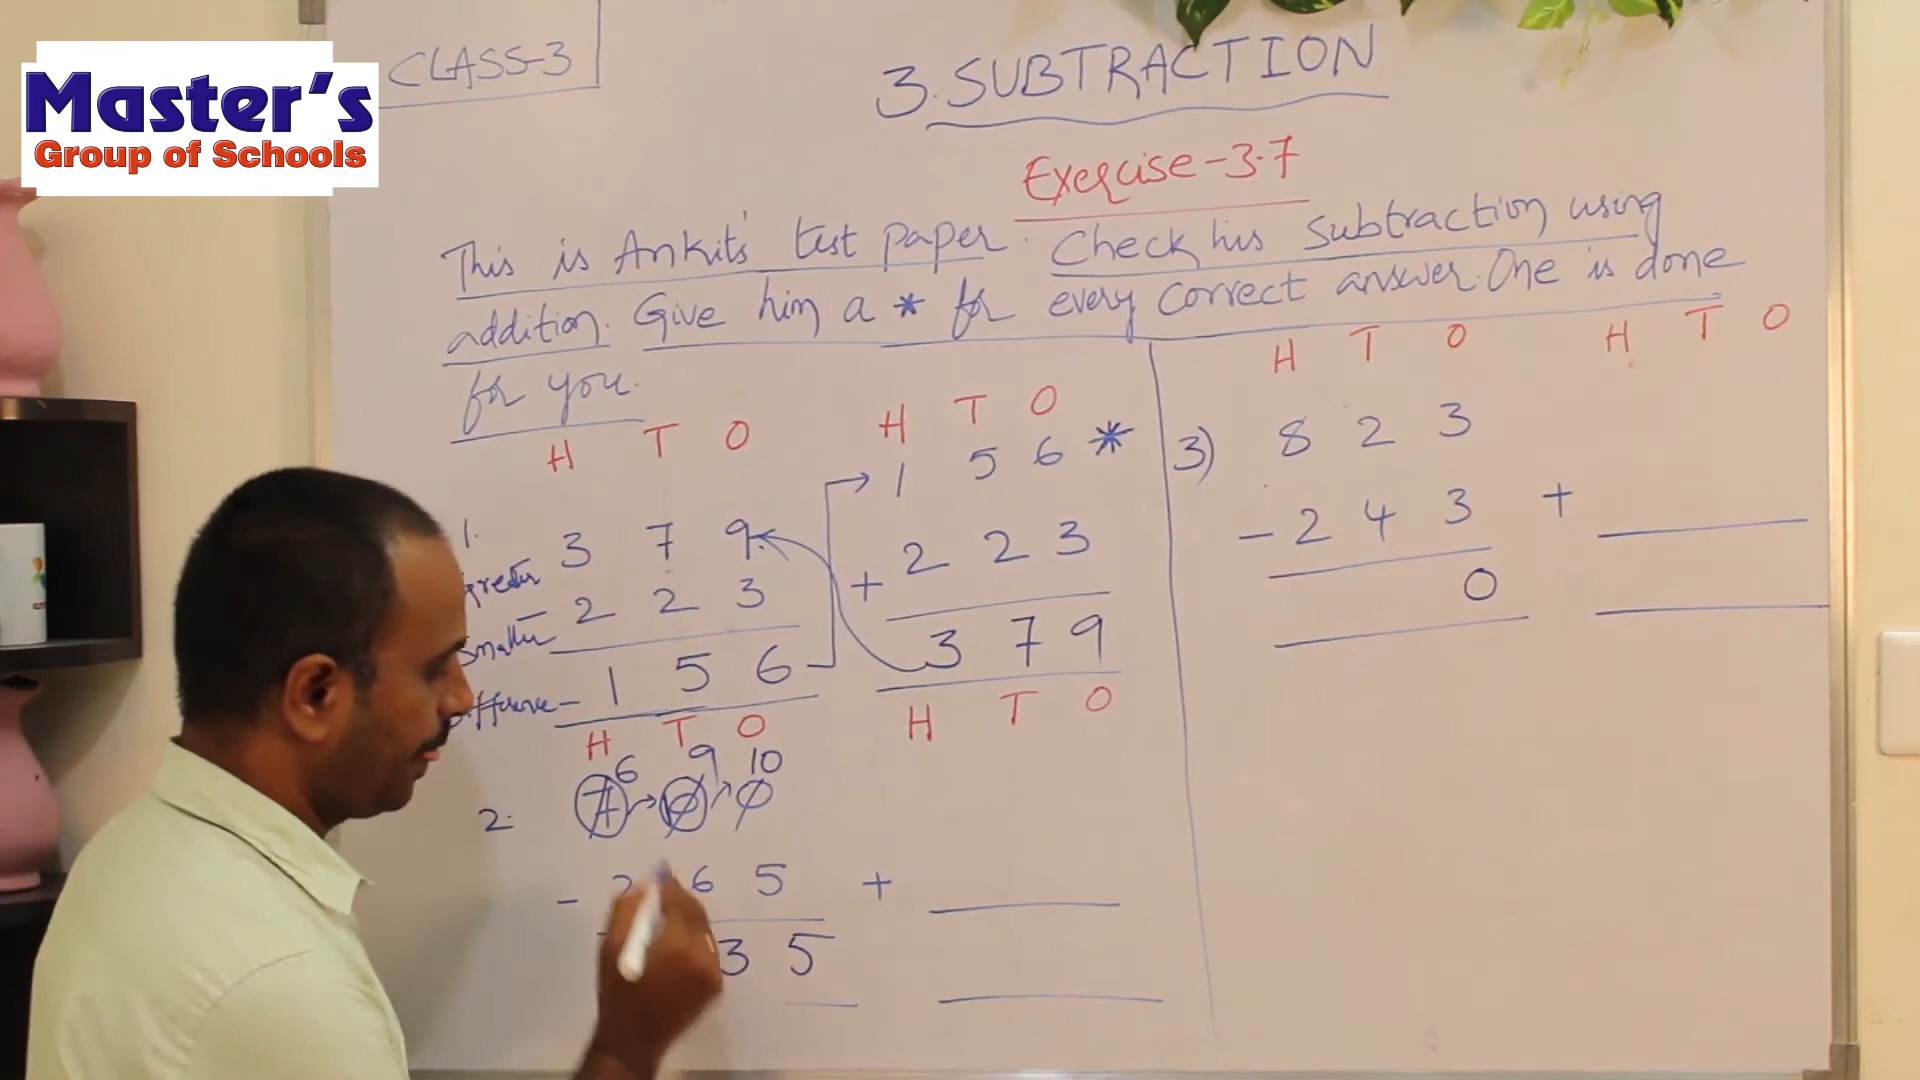 Master's
Group of Schools
CLASS-3
3. SUBTRACTION
Exercise-3.7
This is Ankit's test paper. Check his subtraction using
addition. Give him a * for every correct answer. One is done
for you.
H T O
1.
3 7 9
- 2 2 3
Difference - 1 5 6
H T O
1 5 6 *
+ 2 2 3
3 7 9
H T O
H T O
2.
6 9 10
7 0 0
- 2 6 5
3 5
+
H T O
3) 8 2 3
- 2 4 3
0
H T O
+